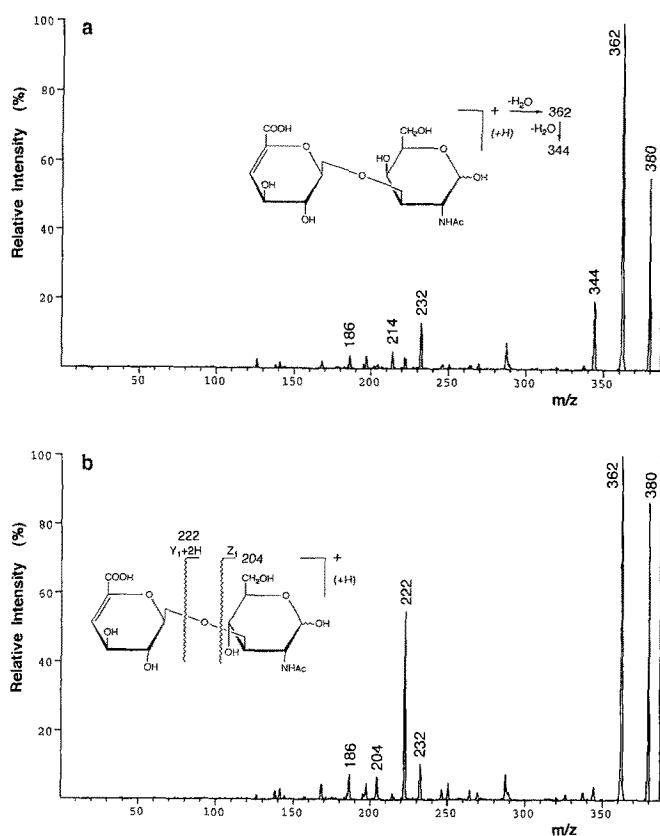 a
Relative Intensity (%)
100
80
60
40
20
362
380
344
232
214
186
COOH
O
OH
OH
O
CH₂OH
HO
O
OH
NHAc
+
(+H)
-H₂O
362
-H₂O
344
50
100
150
200
250
300
350
m/z
b
Relative Intensity (%)
100
80
60
40
20
362
380
222
232
204
186
222
Y₁+2H
Z₁
204
+
(+H)
COOH
O
OH
OH
O
CH₂OH
O
OH
OH
NHAc
50
100
150
200
250
300
350
m/z